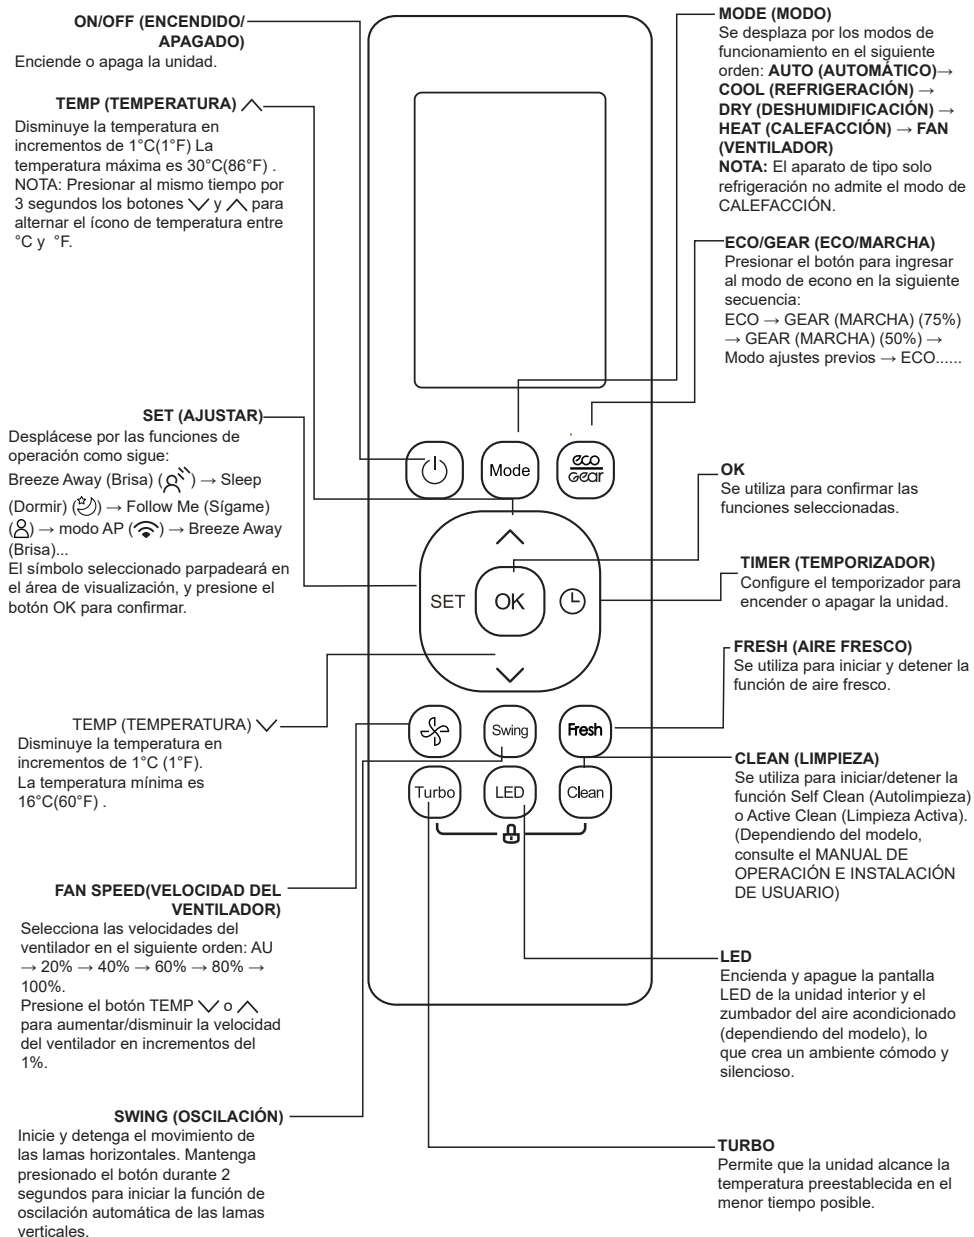 ON/OFF (ENCENDIDO/
APAGADO)
Enciende o apaga la unidad.
TEMP (TEMPERATURA)
Disminuye la temperatura en
incrementos de 1°C(1°F) La
temperatura máxima es 30°C(86°F) .
NOTA: Presionar al mismo tiempo por
3 segundos los botones y para
alternar el ícono de temperatura entre
°C y °F.
SET (AJUSTAR)
Desplácese por las funciones de
operación como sigue:
Breeze Away (Brisa) ( ) → Sleep
(Dormir) ( ) → Follow Me (Sígame)
( ) → modo AP ( ) → Breeze Away
(Brisa)...
El símbolo seleccionado parpadeará en
el área de visualización, y presione el
botón OK para confirmar.
TEMP (TEMPERATURA)
Disminuye la temperatura en
incrementos de 1°C (1°F).
La temperatura mínima es
16°C(60°F) .
FAN SPEED(VELOCIDAD DEL
VENTILADOR)
Selecciona las velocidades del
ventilador en el siguiente orden: AU
→ 20% → 40% → 60% → 80% →
100%.
Presione el botón TEMP o
para aumentar/disminuir la velocidad
del ventilador en incrementos del
1%.
SWING (OSCILACIÓN)
Inicie y detenga el movimiento de
las lamas horizontales. Mantenga
presionado el botón durante 2
segundos para iniciar la función de
oscilación automática de las lamas
verticales.
Mode
eco
Gear
SET
OK
Swing
Fresh
Turbo
LED
Clean
MODE (MODO)
Se desplaza por los modos de
funcionamiento en el siguiente
orden: AUTO (AUTOMÁTICO)→
COOL (REFRIGERACIÓN) →
DRY (DESHUMIDIFICACIÓN) →
HEAT (CALEFACCIÓN) → FAN
(VENTILADOR)
NOTA: El aparato de tipo solo
refrigeración no admite el modo de
CALEFACCIÓN.
ECO/GEAR (ECO/MARCHA)
Presionar el botón para ingresar
al modo de econo en la siguiente
secuencia:
ECO → GEAR (MARCHA) (75%)
→ GEAR (MARCHA) (50%) →
Modo ajustes previos → ECO......
OK
Se utiliza para confirmar las
funciones seleccionadas.
TIMER (TEMPORIZADOR)
Configure el temporizador para
encender o apagar la unidad.
FRESH (AIRE FRESCO)
Se utiliza para iniciar y detener la
función de aire fresco.
CLEAN (LIMPIEZA)
Se utiliza para iniciar/detener la
función Self Clean (Autolimpieza)
o Active Clean (Limpieza Activa).
(Dependiendo del modelo,
consulte el MANUAL DE
OPERACIÓN E INSTALACIÓN
DE USUARIO)
LED
Encienda y apague la pantalla
LED de la unidad interior y el
zumbador del aire acondicionado
(dependiendo del modelo), lo
que crea un ambiente cómodo y
silencioso.
TURBO
Permite que la unidad alcance la
temperatura preestablecida en el
menor tiempo posible.